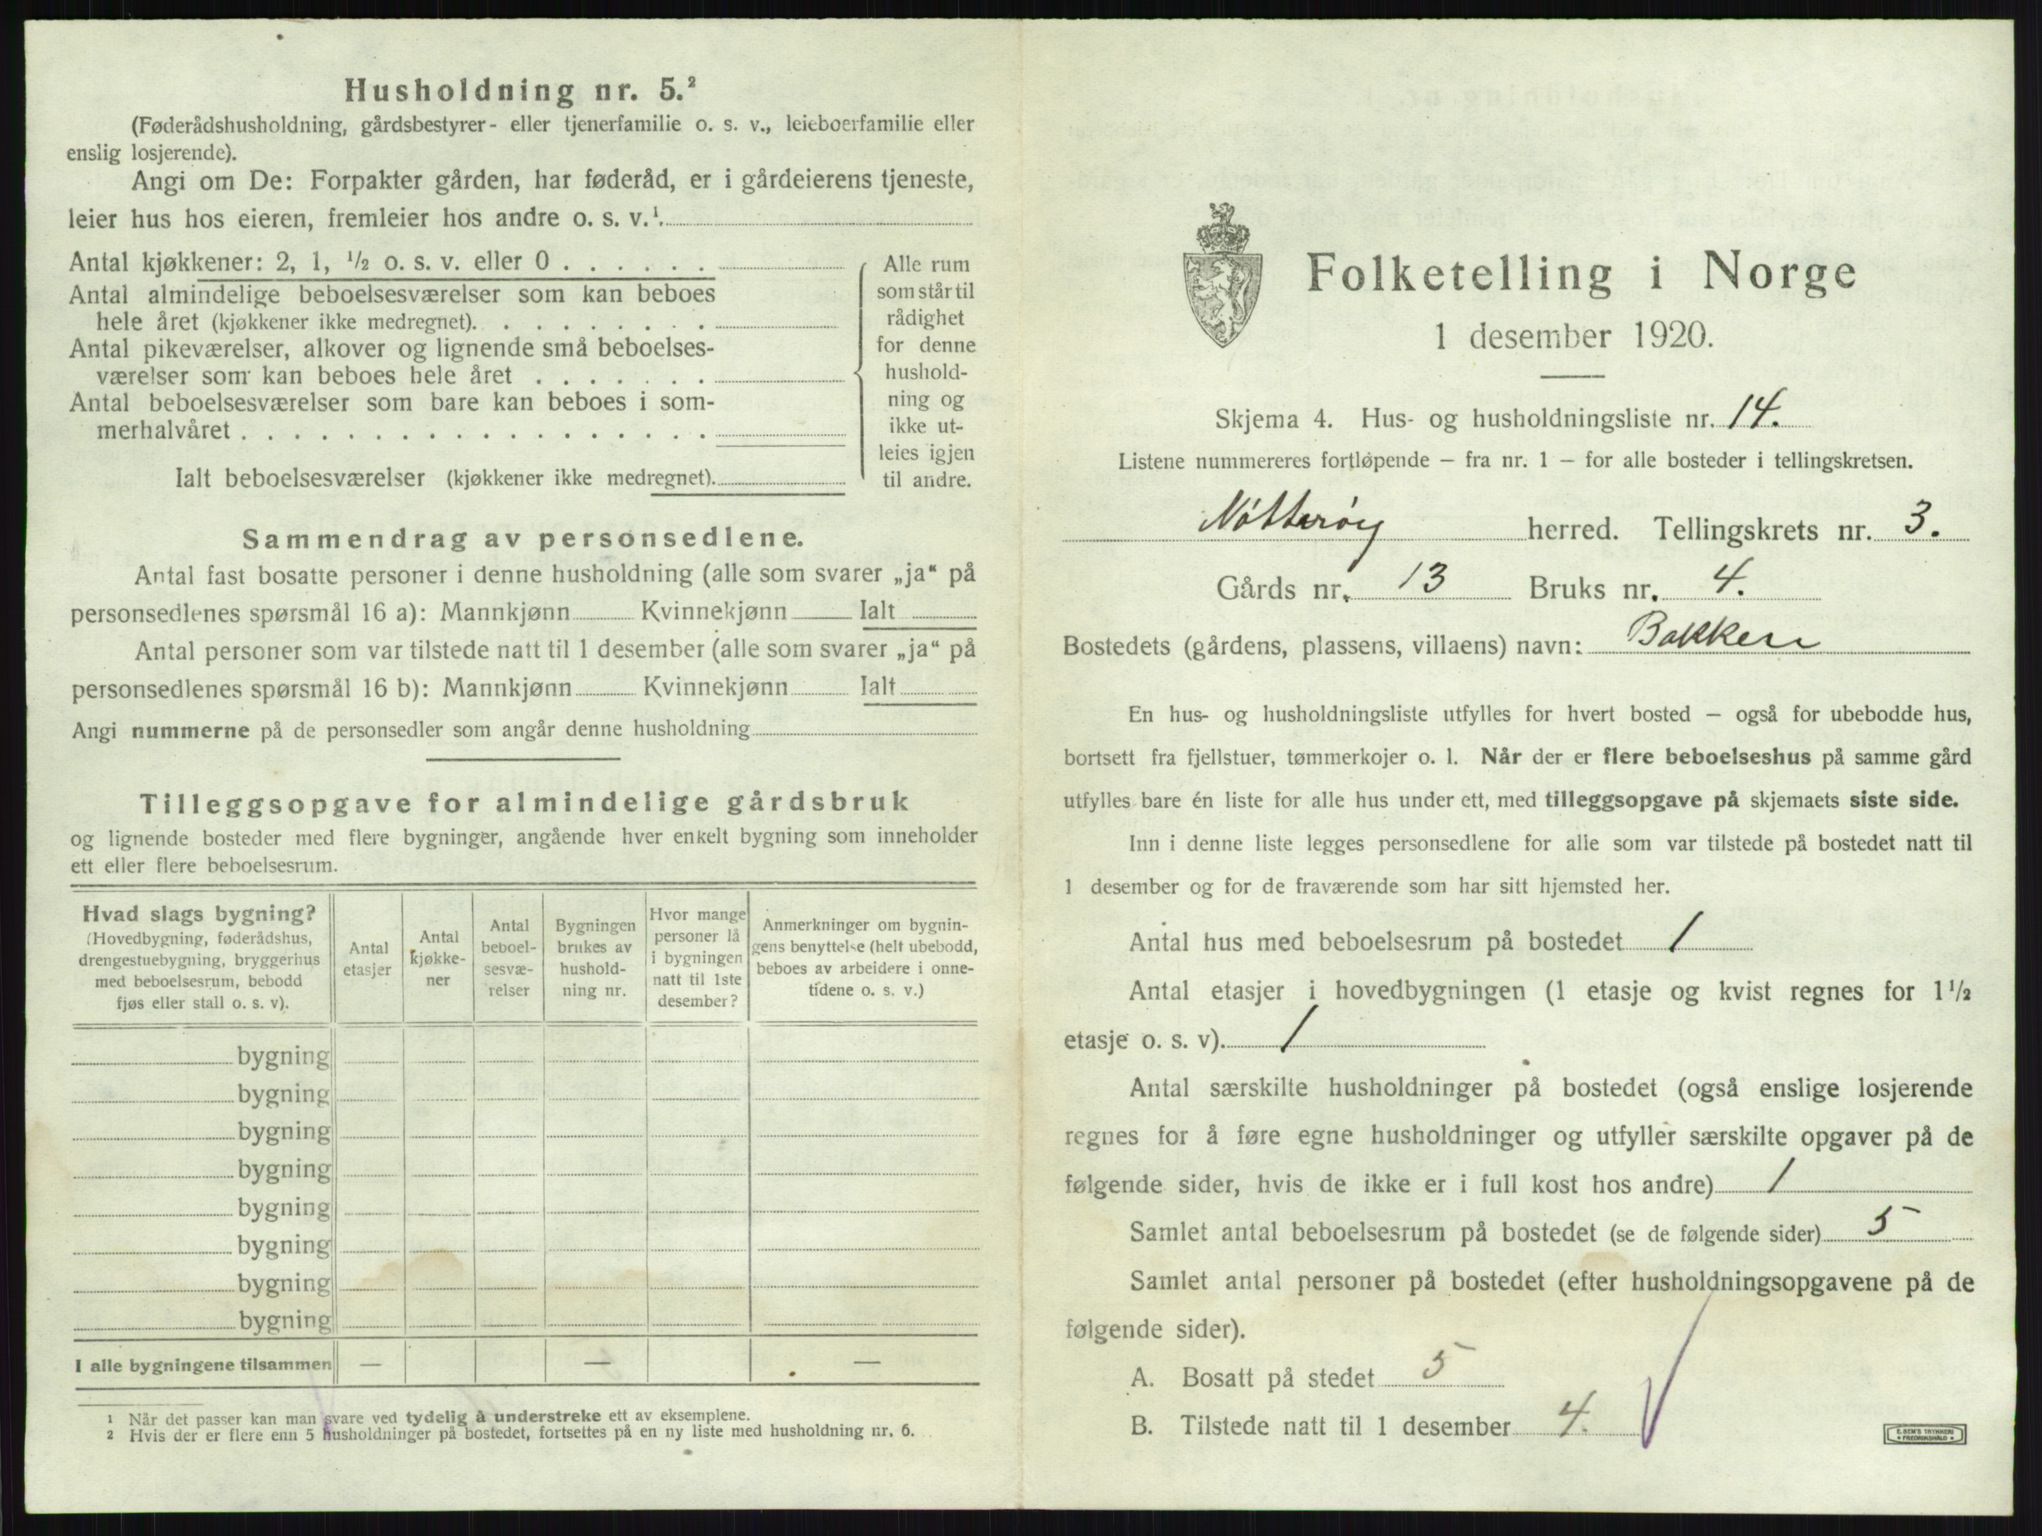 Husholdning nr. 5.²
(Føderådshusholdning, gårdsbestyrer- eller tjenerfamilie o. s. v., leieboerfamilie eller
enslig losjerende).
Angi om De: Forpakter gården, har føderåd, er i gårdeierens tjeneste,
leier hus hos eieren, fremleier hos andre o. s. v.¹
Antal kjøkkener: 2, 1, ½ o. s. v. eller 0 . . . . . .
Antal almindelige beboelsesværelser som kan beboes
hele året (kjøkkener ikke medregnet). . . . . . . . .
Antal pikeværelser, alkover og lignende små beboelses-
værelser som kan beboes hele året . . . . . . .
Antal beboelsesværelser som bare kan beboes i som-
merhalvåret . . . . . . . . . . . . . . . . . .
Ialt beboelsesværelser (kjøkkener ikke medregnet).
Alle rum
som står til
rådighet
for denne
hushold-
ning og
ikke ut-
leies igjen
til andre.
Sammendrag av personsedlene.
Antal fast bosatte personer i denne husholdning (alle som svarer „ja“ på
personsedlenes spørsmål 16 a): Mannkjønn Kvinnekjønn Ialt
Antal personer som var tilstede natt til 1 desember (alle som svarer „ja“ på
personsedlenes spørsmål 16 b): Mannkjønn Kvinnekjønn Ialt
Angi nummerne på de personsedler som angår denne husholdning
Tilleggsopgave for almindelige gårdsbruk
og lignende bosteder med flere bygninger, angående hver enkelt bygning som inneholder
ett eller flere beboelsesrum.
Hvad slags bygning?
(Hovedbygning, føderådshus,
drengestuebygning, bryggerhus
med beboelsesrum, bebodd
fjøs eller stall o. s. v).
Antal
etasjer
Antal
kjøkke-
ner
Antal
beboel-
sesvæ-
relser
Bygningen
brukes av
hushold-
ning nr.
Hvor mange
personer lå
i bygningen
natt til 1ste
desember?
Anmerkninger om bygnin-
gens benyttelse (helt ubebodd,
beboes av arbeidere i onne-
tidene o. s. v.)
bygning
bygning
bygning
bygning
bygning
bygning
bygning
bygning
I alle bygningene tilsammen — — —
1 Når det passer kan man svare ved tydelig å understreke ett av eksemplene.
2 Hvis der er flere enn 5 husholdninger på bostedet, fortsettes på en ny liste med husholdning nr. 6.
Folketelling i Norge
1 desember 1920.
Skjema 4. Hus- og husholdningsliste nr. 14.
Listene nummereres fortløpende – fra nr. 1 – for alle bosteder i tellingskretsen.
Nøtterøy herred. Tellingskrets nr. 3.
Gårds nr. 13 Bruks nr. 4.
Bostedets (gårdens, plassens, villaens) navn: Bakken
En hus- og husholdningsliste utfylles for hvert bosted – også for ubebodde hus,
bortsett fra fjellstuer, tømmerkojer o. l. Når der er flere beboelseshus på samme gård
utfylles bare én liste for alle hus under ett, med tilleggsopgave på skjemaets siste side.
Inn i denne liste legges personsedlene for alle som var tilstede på bostedet natt til
1 desember og for de fraværende som har sitt hjemsted her.
Antal hus med beboelsesrum på bostedet 1
Antal etasjer i hovedbygningen (1 etasje og kvist regnes for 1½
etasje o. s. v). 1
Antal særskilte husholdninger på bostedet (også enslige losjerende
regnes for å føre egne husholdninger og utfyller særskilte opgaver på de
følgende sider, hvis de ikke er i full kost hos andre) 1
Samlet antal beboelsesrum på bostedet (se de følgende sider) 5
Samlet antal personer på bostedet (efter husholdningsopgavene på de
følgende sider).
A. Bosatt på stedet 5
B. Tilstede natt til 1 desember 4.
E. SEM'S TRYKKERI
FREDRIKSHALD